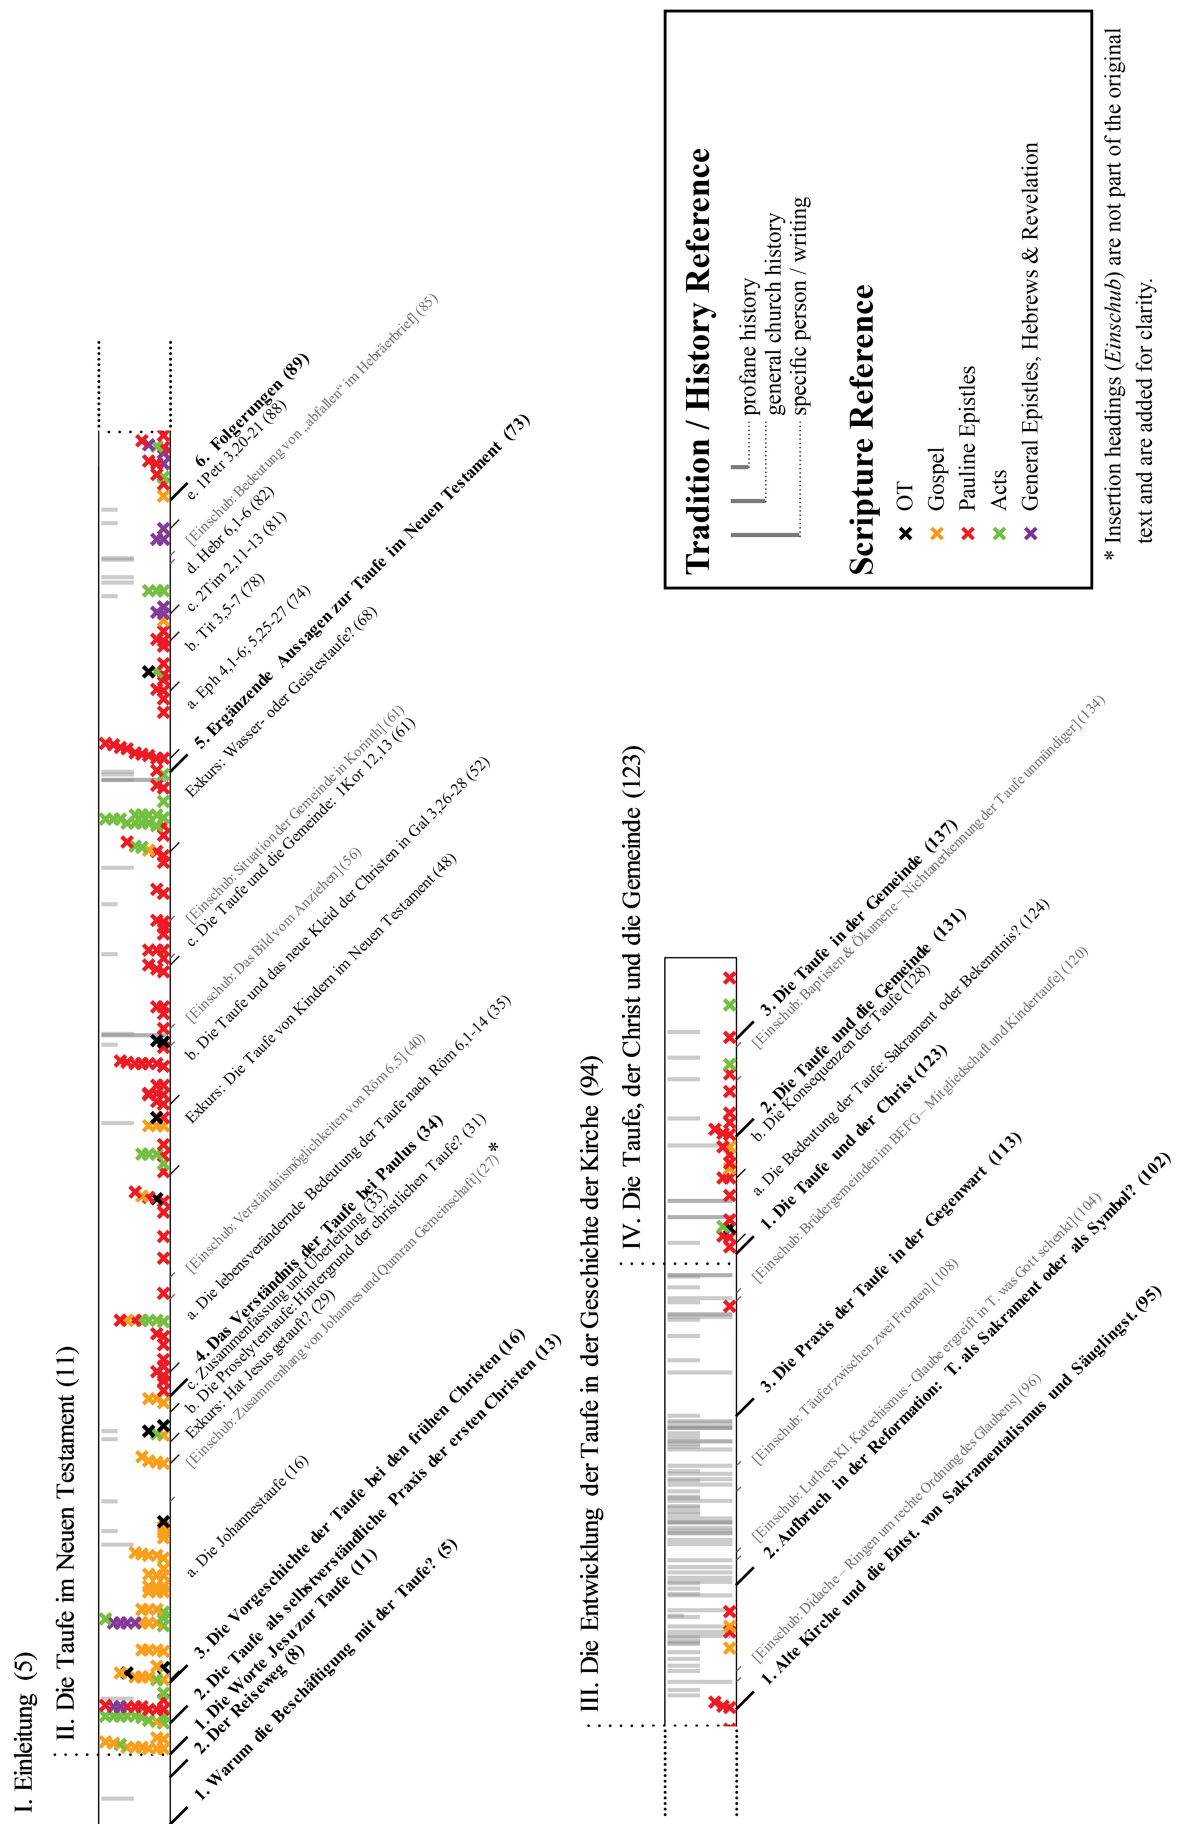 I. Einleitung (5)
II. Die Taufe im Neuen Testament (11)
1. Warum die Beschäftigung mit der Taufe? (5)
2. Der Reiseweg (8)
1. Die Worte Jesu zur Taufe (11)
2. Die Taufe als selbstverständliche Praxis der ersten Christen (13)
3. Die Vorgeschichte der Taufe bei den frühen Christen (16)
a. Die Johannestaufe (16)
[Einschub: Zusammenhang von Johannes und Qumran Gemeinschaft] (27)*
Exkurs: Hat Jesus getauft? (29)
b. Die Proselytentaufe: Hintergrund der christlichen Taufe? (31)
c. Zusammenfassung und Überleitung (33)
4. Das Verständnis der Taufe bei Paulus (34)
a. Die lebensverändernde Bedeutung der Taufe nach Röm 6,1-14 (35)
[Einschub: Verständnismöglichkeiten von Röm 6,5] (40)
Exkurs: Die Taufe von Kindern im Neuen Testament (48)
b. Die Taufe und das neue Kleid der Christen in Gal 3,26-28 (52)
[Einschub: Das Bild vom Anziehen] (56)
c. Die Taufe und die Gemeinde: 1Kor 12,13 (61)
[Einschub: Situation der Gemeinde in Korinth] (61)
Exkurs: Wasser- oder Geistestaufe? (68)
5. Ergänzende Aussagen zur Taufe im Neuen Testament (73)
a. Eph 4,1-6; 5,25-27 (74)
b. Tit 3,5-7 (78)
c. 2Tim 2,11-13 (81)
d. Hebr 6,1-6 (82)
[Einschub: Bedeutung von „abfallen“ im Hebräerbrief] (85)
e. 1Petr 3,20-21 (88)
6. Folgerungen (89)
III. Die Entwicklung der Taufe in der Geschichte der Kirche (94)
IV. Die Taufe, der Christ und die Gemeinde (123)
1. Alte Kirche und die Entst. von Sakramentalismus und Säuglingst. (95)
[Einschub: Didache – Ringen um rechte Ordnung des Glaubens] (96)
2. Aufbruch in der Reformation: T. als Sakrament oder als Symbol? (102)
[Einschub: Luthers Kl. Katechismus - Glaube ergreift in T. was Gott schenkt] (104)
[Einschub: Täufer zwischen zwei Fronten] (108)
3. Die Praxis der Taufe in der Gegenwart (113)
[Einschub: Brüdergemeinden im BEFG – Mitgliedschaft und Kindertaufe] (120)
1. Die Taufe und der Christ (123)
a. Die Bedeutung der Taufe: Sakrament oder Bekenntnis? (124)
b. Die Konsequenzen der Taufe (128)
2. Die Taufe und die Gemeinde (131)
[Einschub: Baptisten & Ökumene – Nichtanerkennung der Taufe unmündiger] (134)
3. Die Taufe in der Gemeinde (137)
Tradition / History Reference
profane history
general church history
specific person / writing
Scripture Reference
OT
Gospel
Pauline Epistles
Acts
General Epistles, Hebrews & Revelation
* Insertion headings (Einschub) are not part of the original
text and are added for clarity.